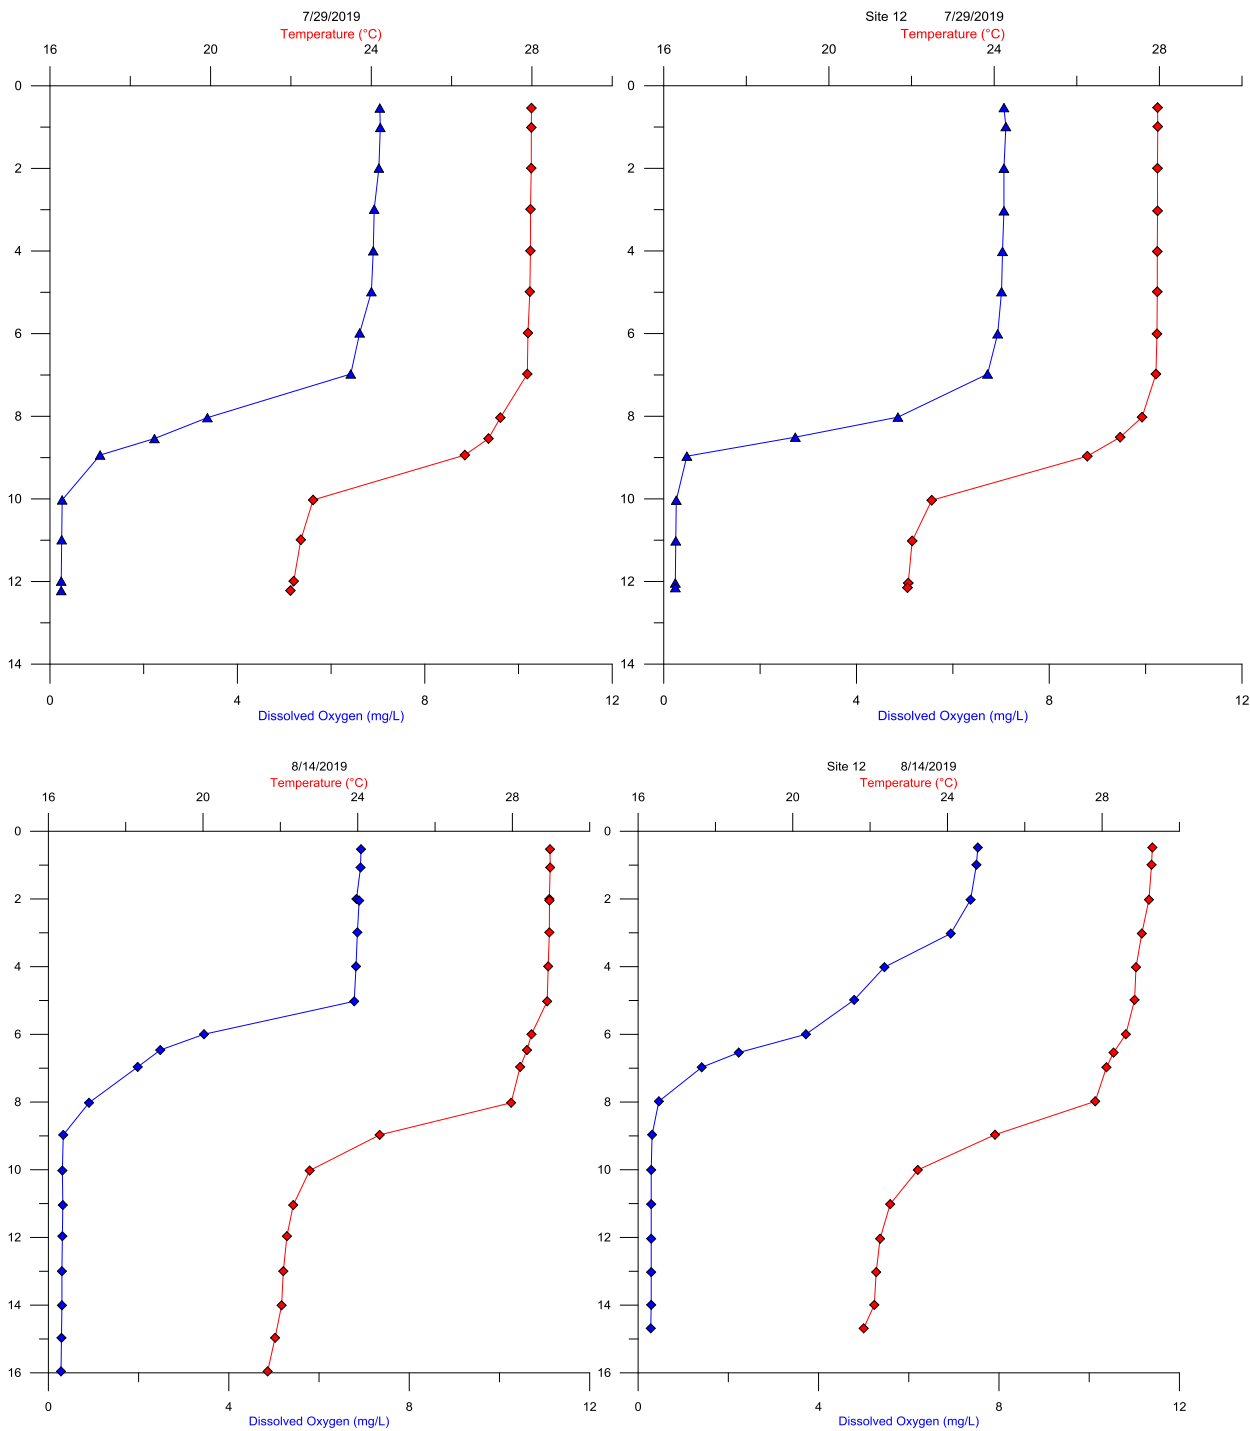 7/29/2019
Temperature (°C)
16 20 24 28
0
2
4
6
8
10
12
14
0 4 8
Dissolved Oxygen (mg/L)
Site 12 7/29/2019
Temperature (°C)
16 20 24 28
0
2
4
6
8
10
12
14
0 4 8 12
Dissolved Oxygen (mg/L)
8/14/2019
Temperature (°C)
16 20 24 28
0
2
4
6
8
10
12
14
16
0 4 8 12
Dissolved Oxygen (mg/L)
Site 12 8/14/2019
Temperature (°C)
16 20 24 28
0
2
4
6
8
10
12
14
16
0 4 8 12
Dissolved Oxygen (mg/L)